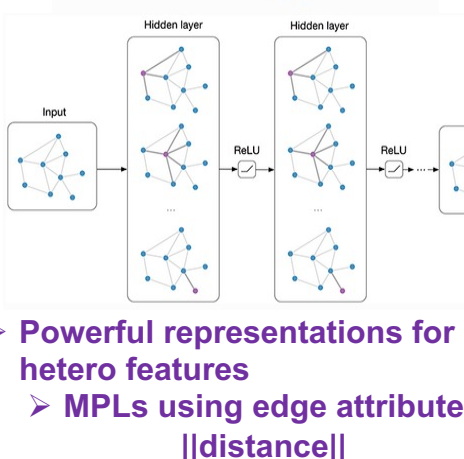 Hidden layer
Hidden layer
Input
ReLU
ReLU
...
...
...
➢ Powerful representations for
hetero features
➢ MPLs using edge attribute
||distance||